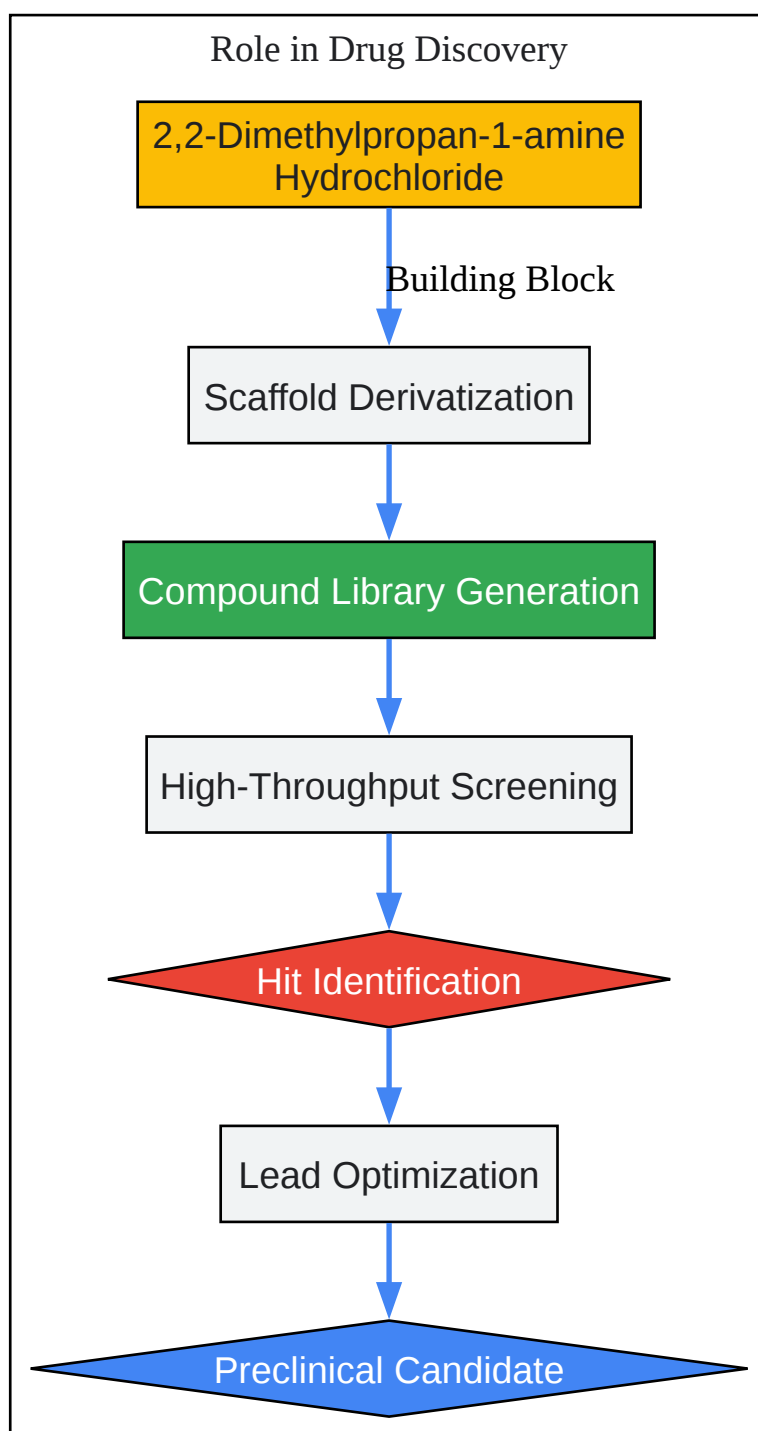 Role in Drug Discovery
2,2-Dimethylpropan-1-amine
Hydrochloride
Building Block
Scaffold Derivatization
Compound Library Generation
High-Throughput Screening
Hit Identification
Lead Optimization
Preclinical Candidate